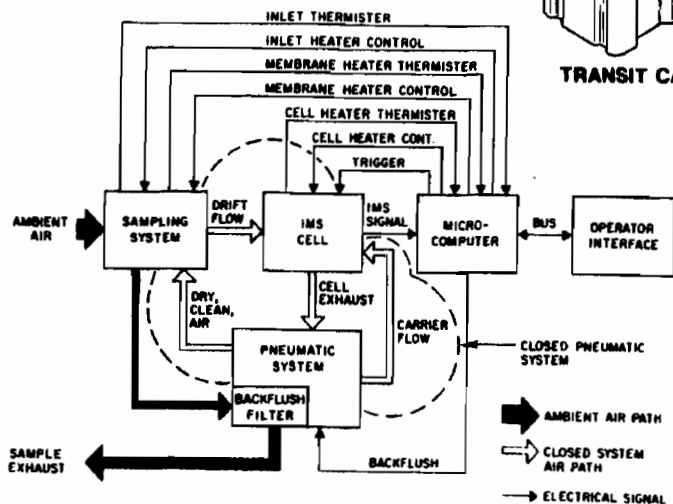 INLET THERMISTER
INLET HEATER CONTROL
TRANSIT CA
MEMBRANE HEATER THERMISTER
MEMBRANE HEATER CONTROL
CELL HEATER THERMISTER
CELL HEATER CONT.
TRIGGER
AMBIENT
AIR
SAMPLING
SYSTEM
DRIFT
FLOW
IMS
CELL
IMS
SIGNAL
MICRO-
COMPUTER
BUS
OPERATOR
INTERFACE
DRY,
CLEAN,
AIR
CELL
EXHAUST
CARRIER
FLOW
PNEUMATIC
SYSTEM
CLOSED PNEUMATIC
SYSTEM
BACKFLUSH
FILTER
AMBIENT AIR PATH
SAMPLE
EXHAUST
BACKFLUSH
CLOSED SYSTEM
AIR PATH
ELECTRICAL SIGNAL